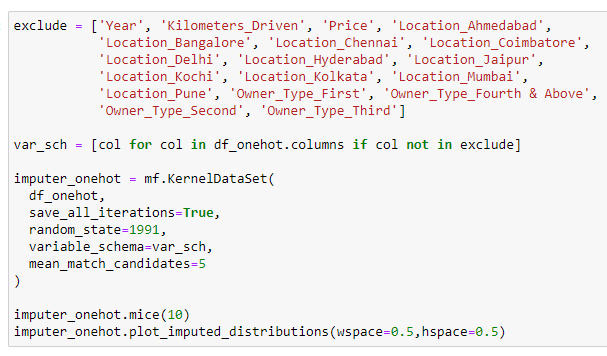 exclude = ['Year', 'Kilometers_Driven', 'Price', 'Location_Ahmedabad',
'Location_Bangalore', 'Location_Chennai', 'Location_Coimbatore',
'Location_Delhi', 'Location_Hyderabad', 'Location_Jaipur',
'Location_Kochi', 'Location_Kolkata', 'Location_Mumbai',
'Location_Pune', 'Owner_Type_First', 'Owner_Type_Fourth & Above',
'Owner_Type_Second', 'Owner_Type_Third']
var_sch = [col for col in df_onehot.columns if col not in exclude]
imputer_onehot = mf.KernelDataSet(
df_onehot,
save_all_iterations=True,
random_state=1991,
variable_schema=var_sch,
mean_match_candidates=5
)
imputer_onehot.mice(10)
imputer_onehot.plot_imputed_distributions(wspace=0.5,hspace=0.5)